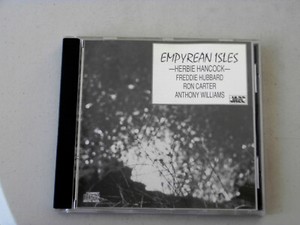 EMPYREAN ISLES
—HERBIE HANCOCK—
FREDDIE HUBBARD
RON CARTER
ANTHONY WILLIAMS